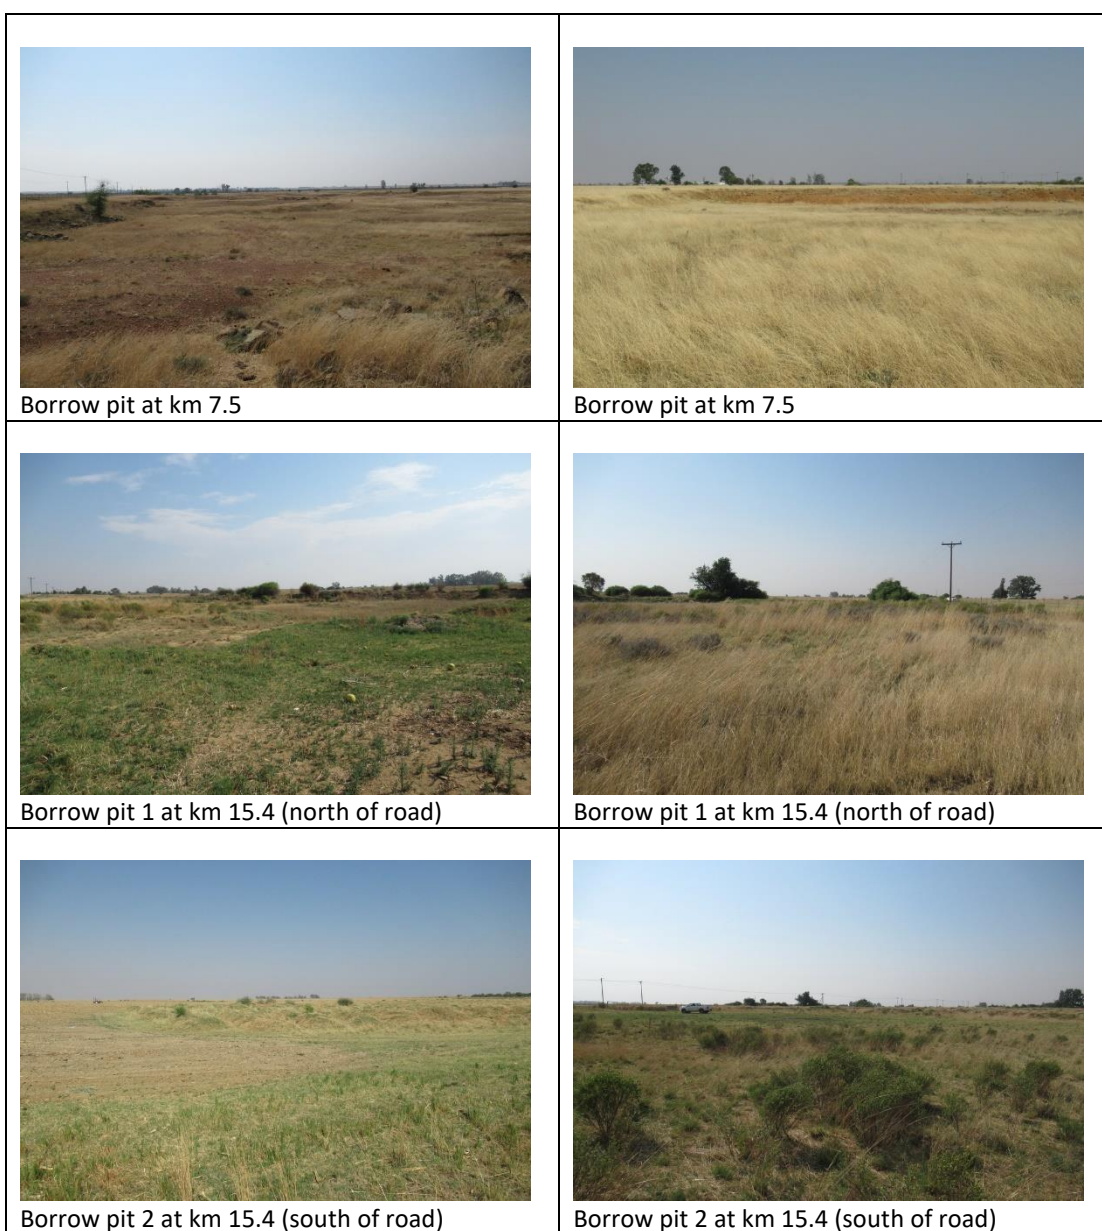 Borrow pit at km 7.5
Borrow pit at km 7.5
Borrow pit 1 at km 15.4 (north of road)
Borrow pit 1 at km 15.4 (north of road)
Borrow pit 2 at km 15.4 (south of road)
Borrow pit 2 at km 15.4 (south of road)